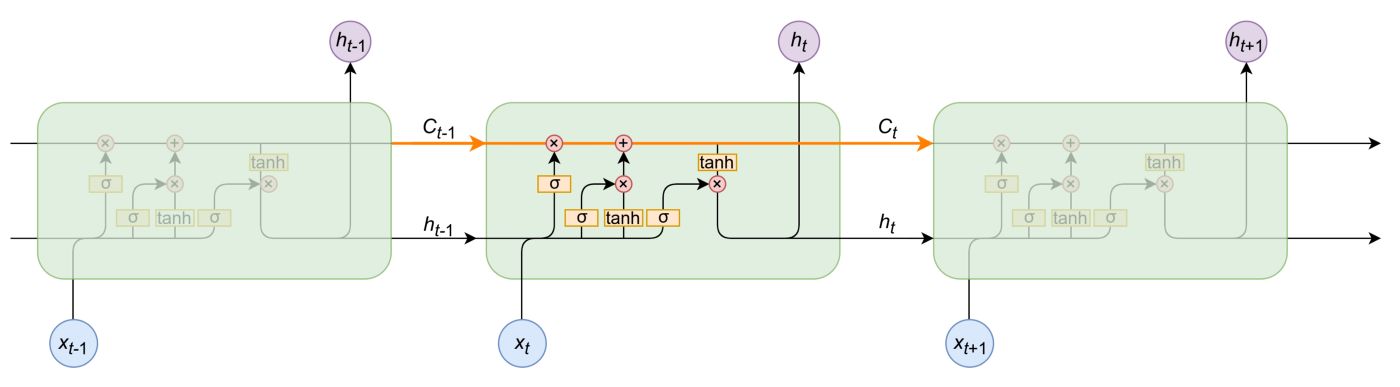 h_{t-1} h_t h_{t+1}
C_{t-1} C_t
× + × + × +
tanh tanh tanh
σ × × σ × × σ × ×
σ tanh σ σ tanh σ σ tanh σ
h_{t-1} h_t
x_{t-1} x_t x_{t+1}